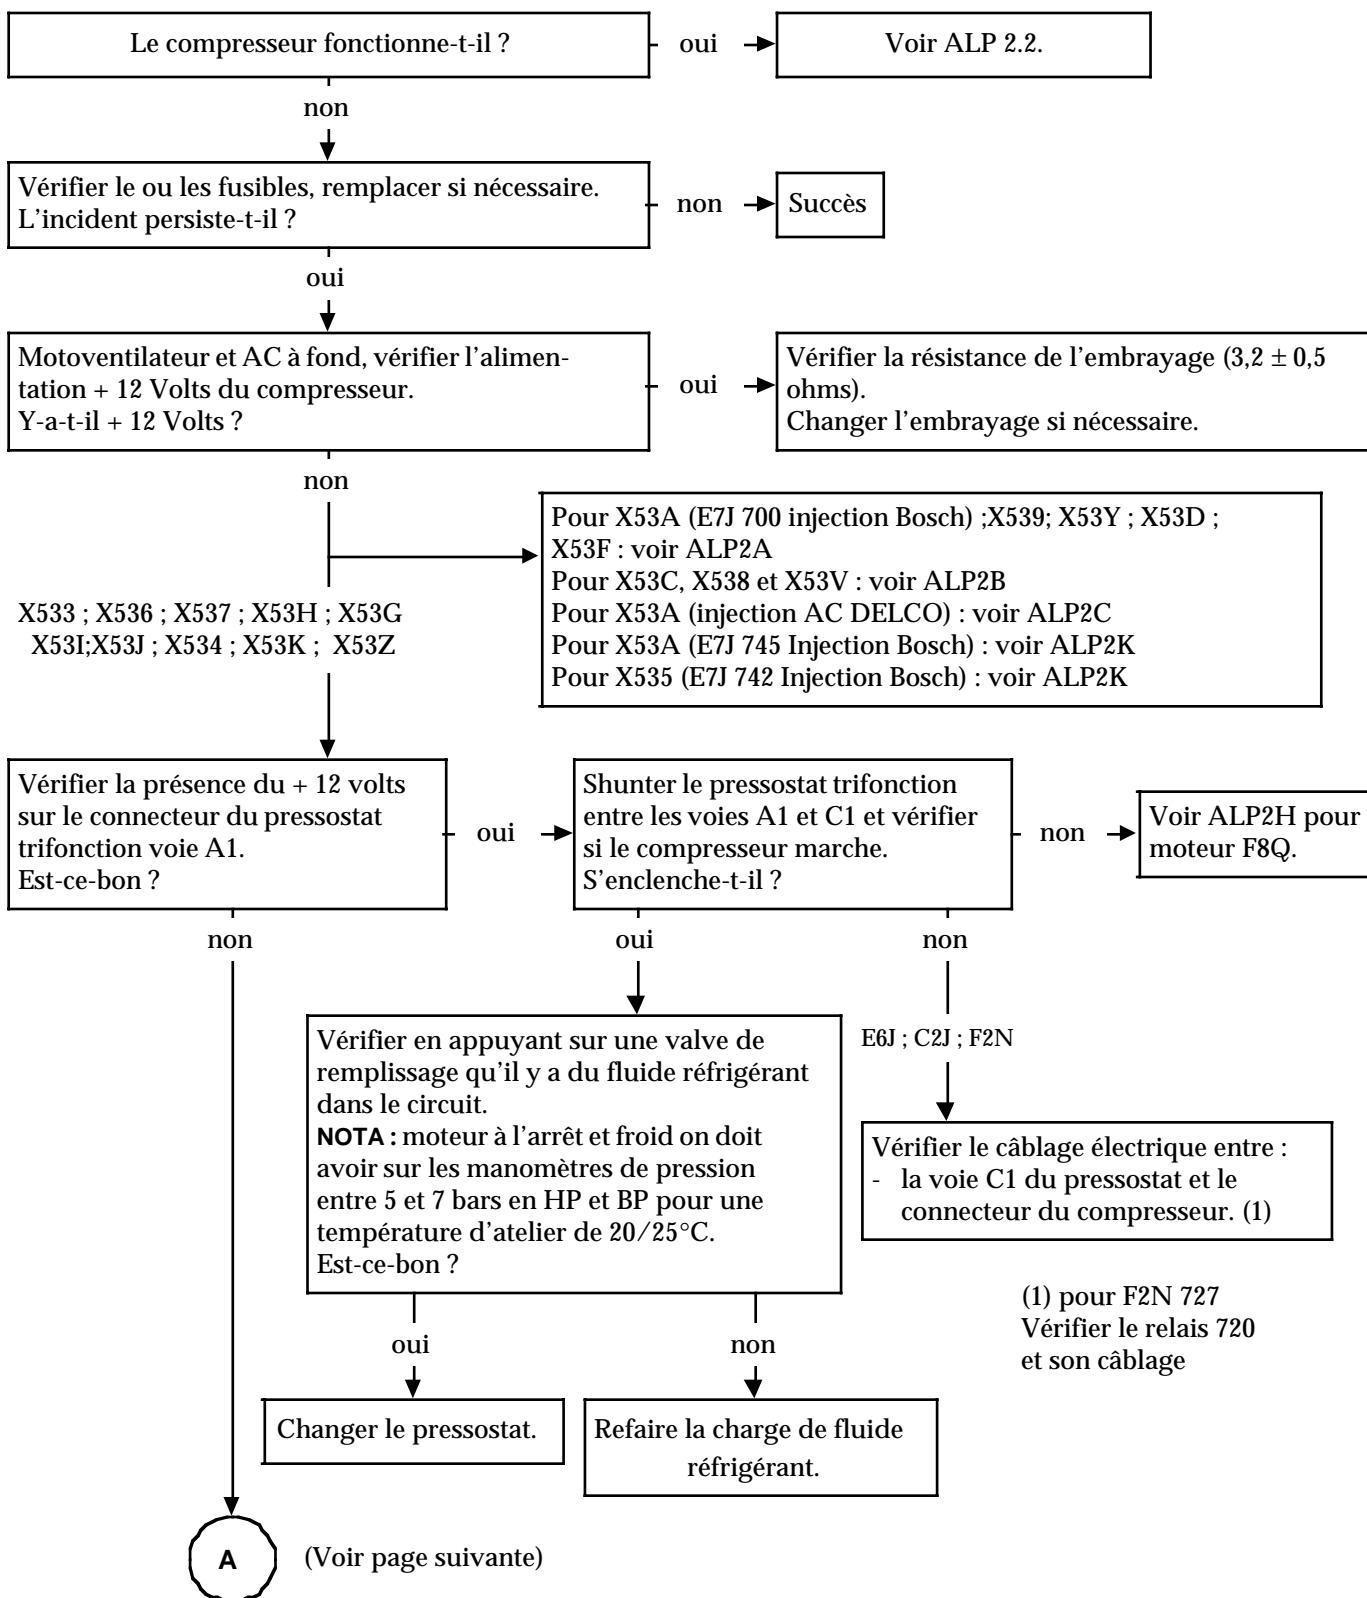 Le compresseur fonctionne-t-il ?
oui
Voir ALP 2.2.
non
Vérifier le ou les fusibles, remplacer si nécessaire.
L'incident persiste-t-il ?
non
Succès
oui
Motoventilateur et AC à fond, vérifier l'alimen-
tation + 12 Volts du compresseur.
Y-a-t-il + 12 Volts ?
oui
Vérifier la résistance de l'embrayage (3,2 ± 0,5
ohms).
Changer l'embrayage si nécessaire.
non
Pour X53A (E7J 700 injection Bosch) ;X539; X53Y ; X53D ;
X53F : voir ALP2A
Pour X53C, X538 et X53V : voir ALP2B
Pour X53A (injection AC DELCO) : voir ALP2C
Pour X53A (E7J 745 Injection Bosch) : voir ALP2K
Pour X535 (E7J 742 Injection Bosch) : voir ALP2K
X533 ; X536 ; X537 ; X53H ; X53G
X53I;X53J ; X534 ; X53K ; X53Z
Vérifier la présence du + 12 volts
sur le connecteur du pressostat
trifonction voie A1.
Est-ce-bon ?
oui
Shunter le pressostat trifonction
entre les voies A1 et C1 et vérifier
si le compresseur marche.
S'enclenche-t-il ?
non
Voir ALP2H pour
moteur F8Q.
non
oui
non
Vérifier en appuyant sur une valve de
remplissage qu'il y a du fluide réfrigérant
dans le circuit.
NOTA : moteur à l'arrêt et froid on doit
avoir sur les manomètres de pression
entre 5 et 7 bars en HP et BP pour une
température d'atelier de 20/25°C.
Est-ce-bon ?
E6J ; C2J ; F2N
Vérifier le câblage électrique entre :
- la voie C1 du pressostat et le
connecteur du compresseur. (1)
(1) pour F2N 727
Vérifier le relais 720
et son câblage
oui
non
Changer le pressostat.
Refaire la charge de fluide
réfrigérant.
A
(Voir page suivante)